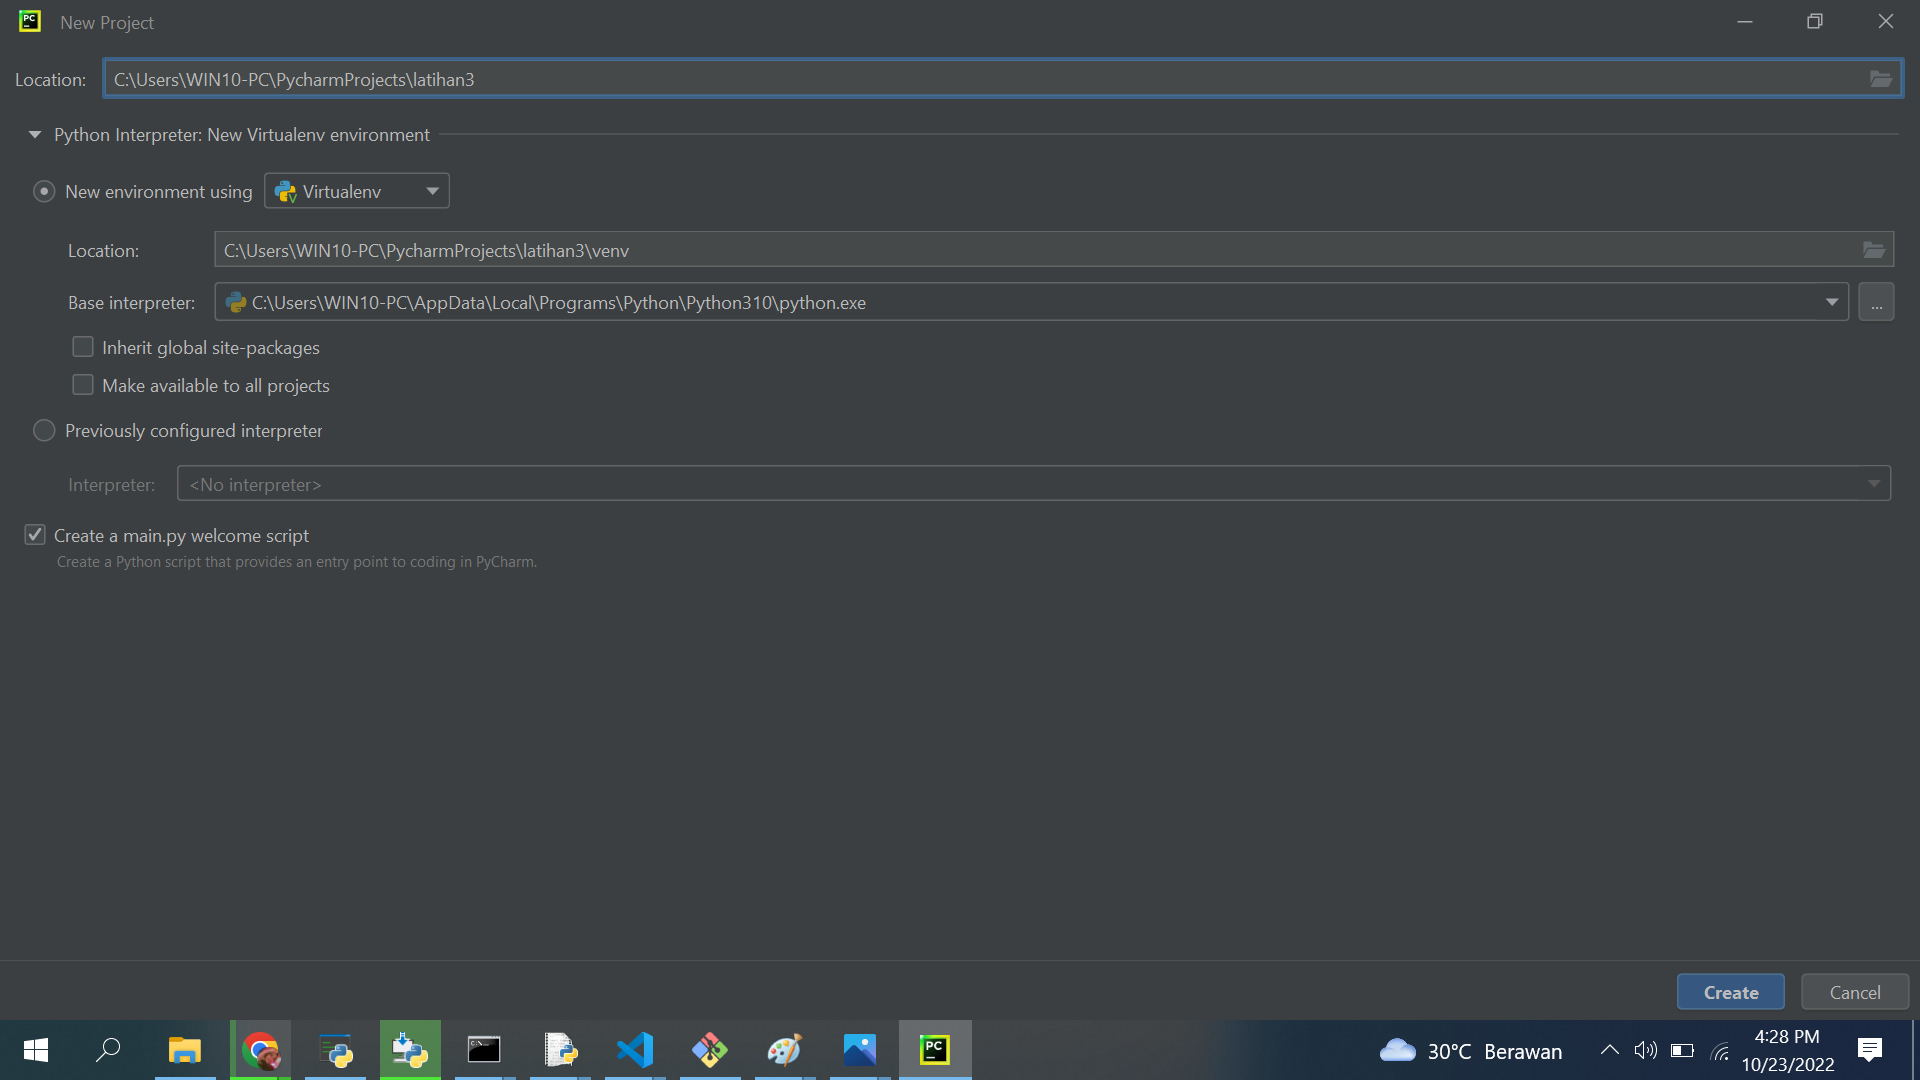 PC New Project
Location: C:\Users\WIN10-PC\PycharmProjects\latihan3
Python Interpreter: New Virtualenv environment
New environment using Virtualenv
Location: C:\Users\WIN10-PC\PycharmProjects\latihan3\venv
Base interpreter: C:\Users\WIN10-PC\AppData\Local\Programs\Python\Python310\python.exe ...
Inherit global site-packages
Make available to all projects
Previously configured interpreter
Interpreter: <No interpreter>
Create a main.py welcome script
Create a Python script that provides an entry point to coding in PyCharm.
Create Cancel
PC 30°C Berawan 4:28 PM
10/23/2022